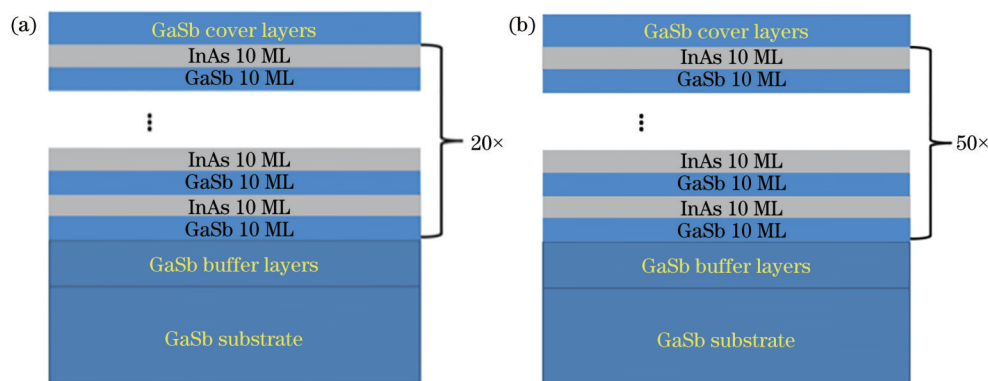 (a)
GaSb cover layers
InAs 10 ML
GaSb 10 ML
⋮
InAs 10 ML
GaSb 10 ML
InAs 10 ML
GaSb 10 ML
20×
GaSb buffer layers
GaSb substrate
(b)
GaSb cover layers
InAs 10 ML
GaSb 10 ML
⋮
InAs 10 ML
GaSb 10 ML
InAs 10 ML
GaSb 10 ML
50×
GaSb buffer layers
GaSb substrate